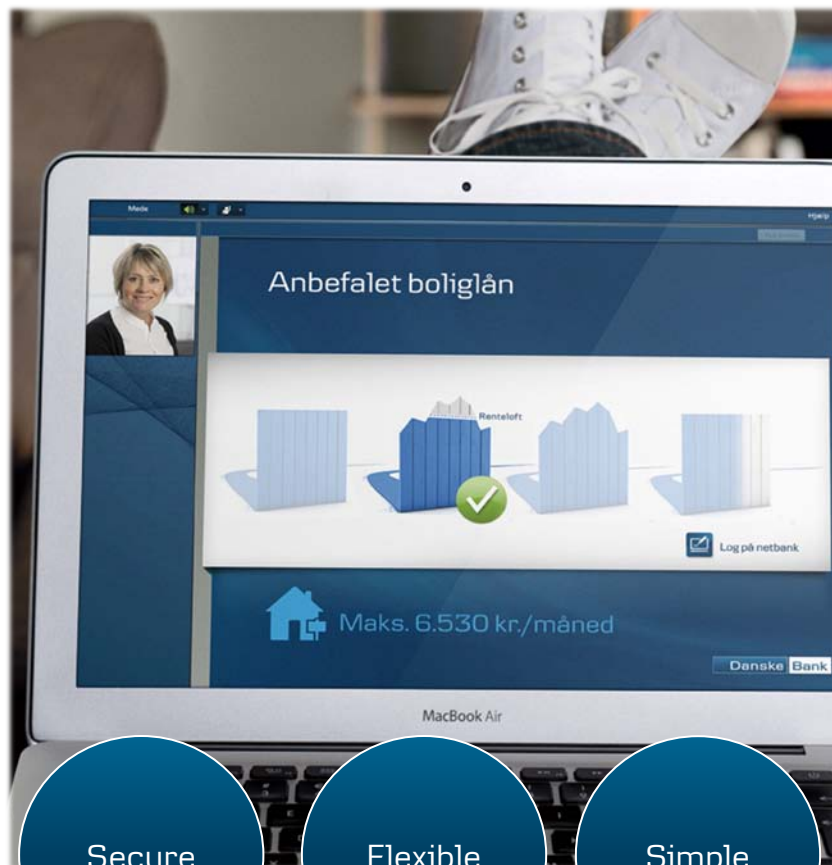 Møde
Hjælp
Anbefalet boliglån
Renteloft
Log på netbank
Maks. 6.530 kr./måned
Danske Bank
MacBook Air
Secure
Flexible
Simple